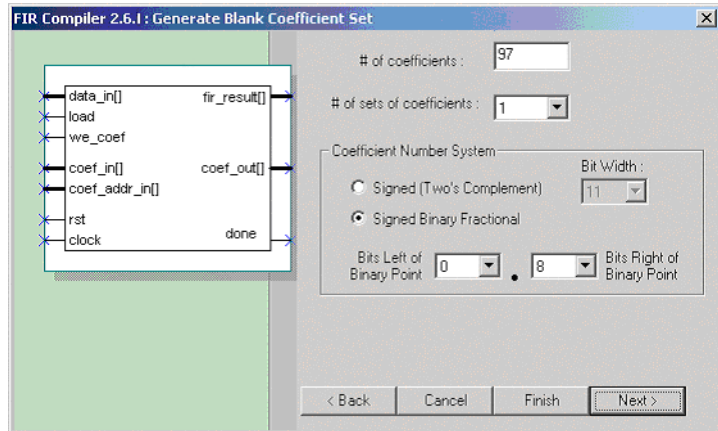 FIR Compiler 2.6.I : Generate Blank Coefficient Set
data_in[] fir_result[]
load
we_coef
coef_in[] coef_out[]
coef_addr_in[]
rst
clock done
# of coefficients : 97
# of sets of coefficients : 1
Coefficient Number System
Bit Width :
Signed (Two's Complement) 11
Signed Binary Fractional
Bits Left of Binary Point 0 . 8 Bits Right of Binary Point
< Back Cancel Finish Next >